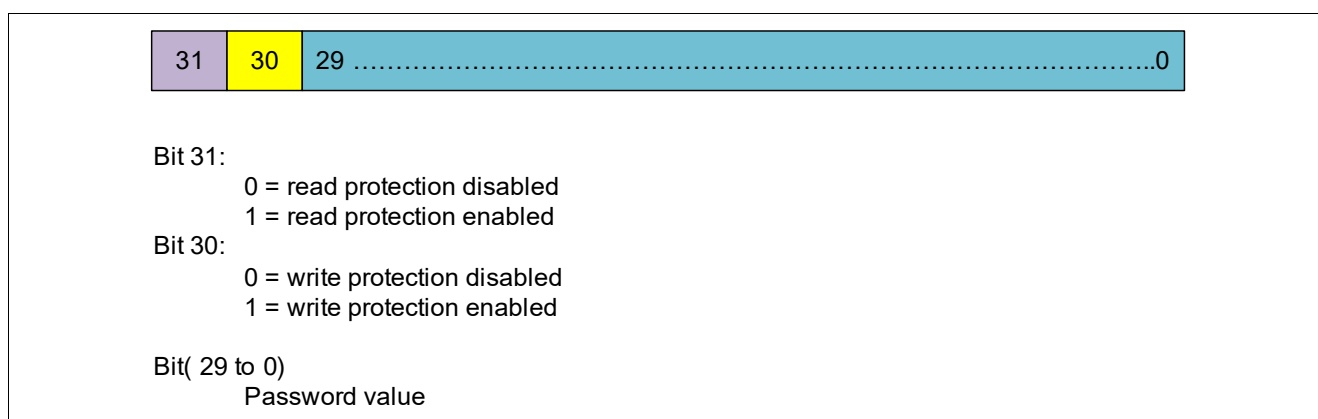 31 30 29 ……………………………………………………………………………………..0
Bit 31:
0 = read protection disabled
1 = read protection enabled
Bit 30:
0 = write protection disabled
1 = write protection enabled
Bit( 29 to 0)
Password value